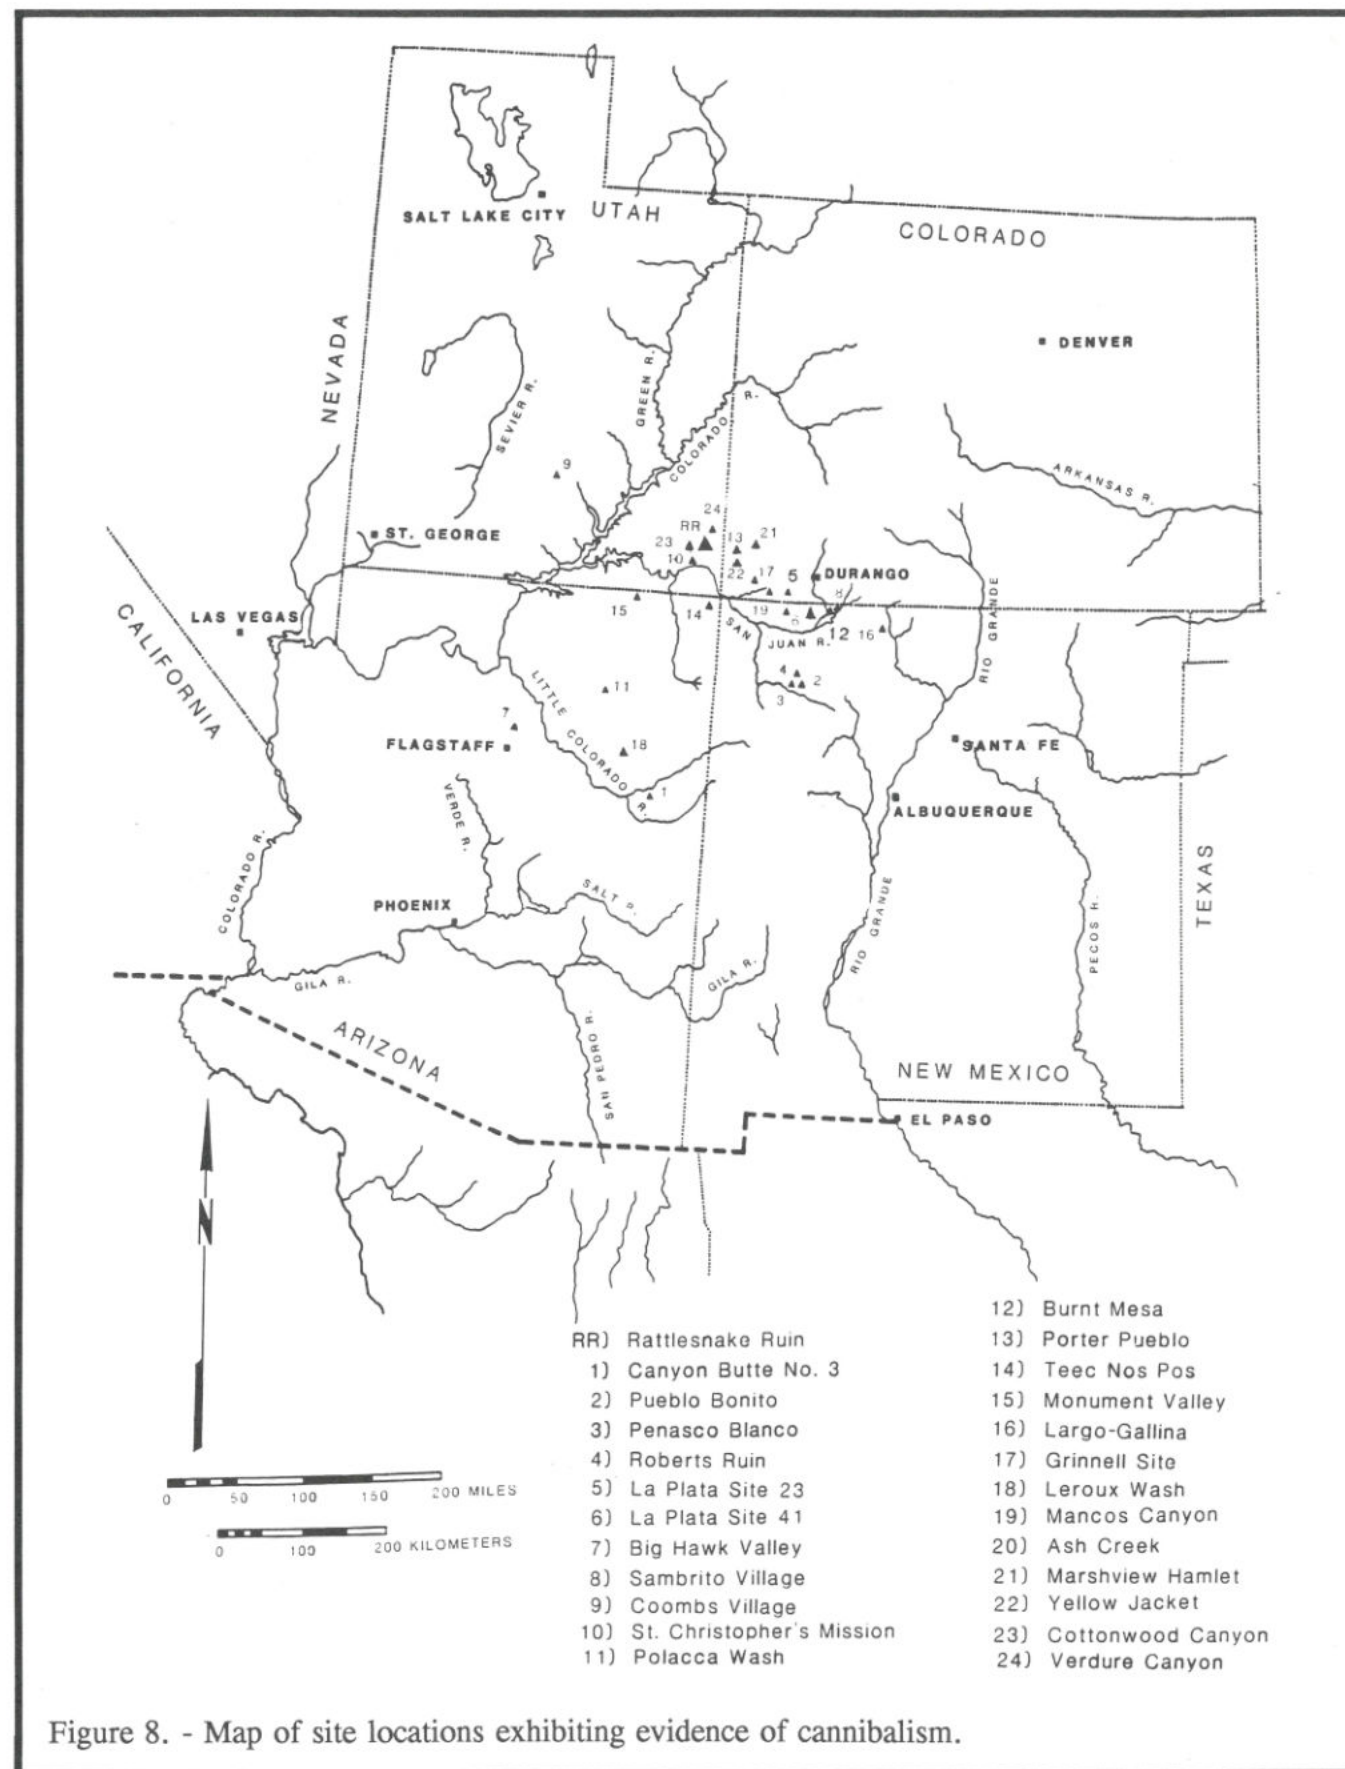 SALT LAKE CITY
UTAH
COLORADO
DENVER
NEVADA
GREEN R.
SEVIER R.
COLORADO R.
ARKANSAS R.
9
24
RR
23
13
21
10
ST. GEORGE
22
17
5
DURANGO
8
CALIFORNIA
LAS VEGAS
15
14
19
6
12
16
SAN JUAN R.
RIO GRANDE
4
2
3
LITTLE COLORADO R.
11
7
FLAGSTAFF
18
SANTA FE
1
VERDE R.
ALBUQUERQUE
COLORADO R.
TEXAS
PHOENIX
SALT R.
RIO GRANDE
PECOS R.
GILA R.
GILA R.
ARIZONA
SAN PEDRO R.
NEW MEXICO
EL PASO
N
0 50 100 150 200 MILES
0 100 200 KILOMETERS
RR) Rattlesnake Ruin
1) Canyon Butte No. 3
2) Pueblo Bonito
3) Penasco Blanco
4) Roberts Ruin
5) La Plata Site 23
6) La Plata Site 41
7) Big Hawk Valley
8) Sambrito Village
9) Coombs Village
10) St. Christopher's Mission
11) Polacca Wash
12) Burnt Mesa
13) Porter Pueblo
14) Teec Nos Pos
15) Monument Valley
16) Largo-Gallina
17) Grinnell Site
18) Leroux Wash
19) Mancos Canyon
20) Ash Creek
21) Marshview Hamlet
22) Yellow Jacket
23) Cottonwood Canyon
24) Verdure Canyon
Figure 8. - Map of site locations exhibiting evidence of cannibalism.